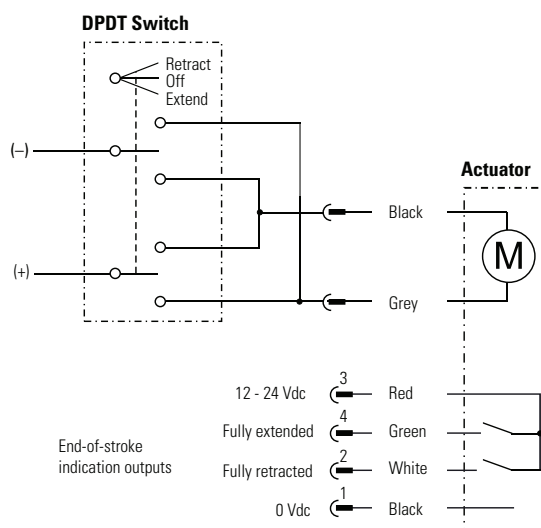 DPDT Switch
Retract
Off
Extend
(–)
(+)
Actuator
Black
M
Grey
12 - 24 Vdc 3 Red
Fully extended 4 Green
End-of-stroke
indication outputs
Fully retracted 2 White
0 Vdc 1 Black